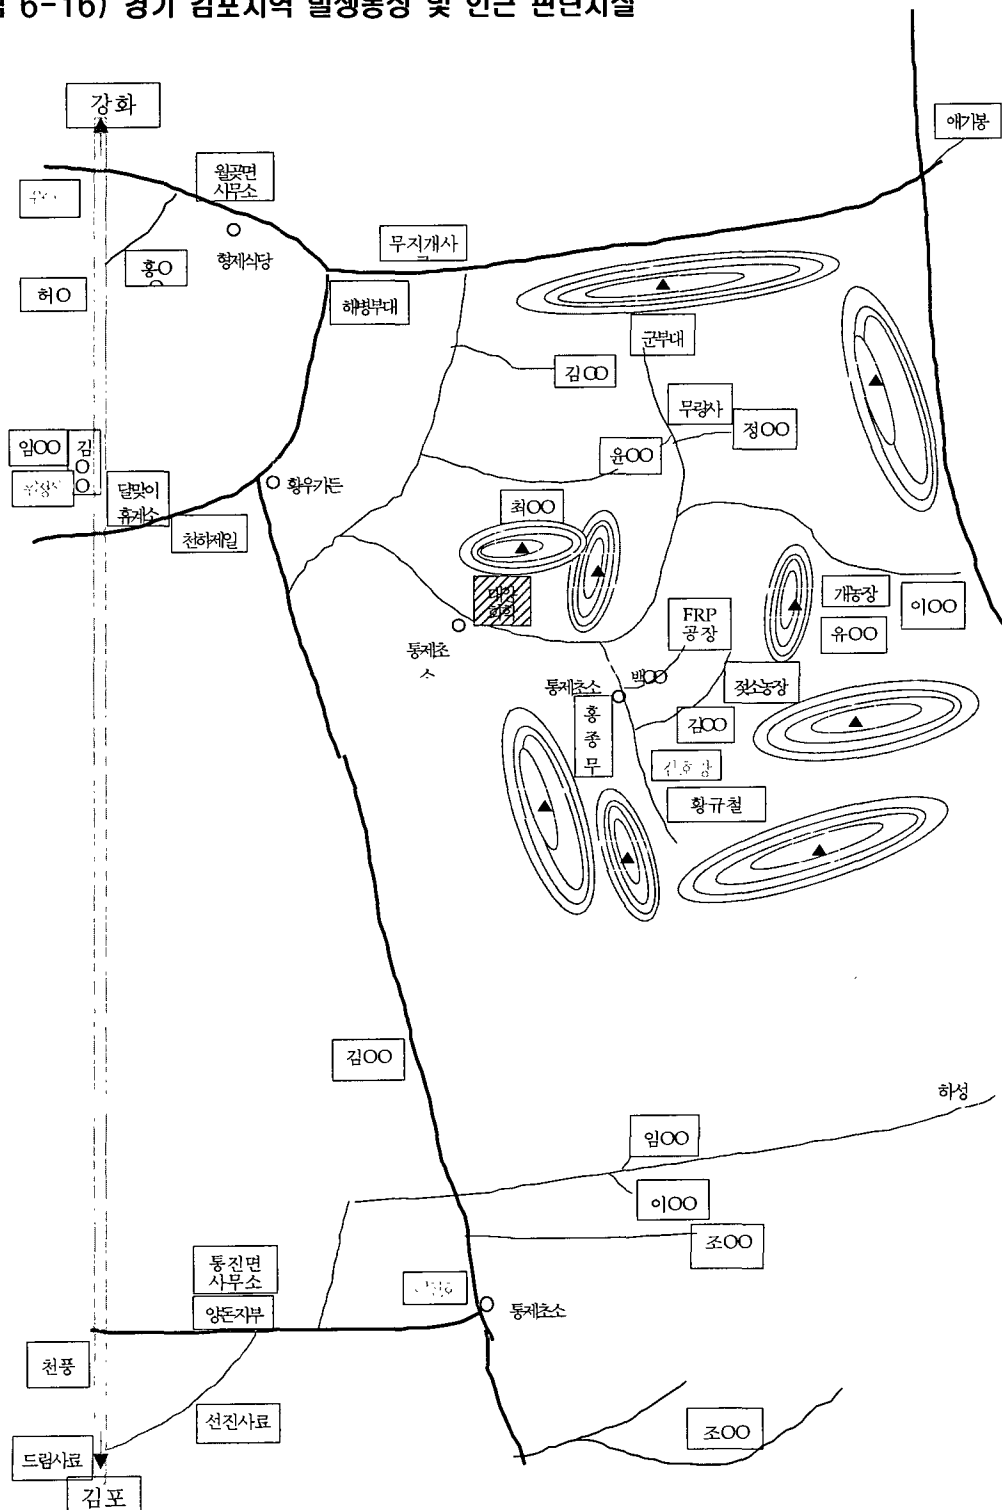 6-16) 경기 김포지역 발생농장 및 인근 관련시설
강화
애기봉
월곶면
사무소
무지개사
형제식당
홍O
허O
해병부대
군부대
김OO
무량사
정OO
윤OO
임OO
김
O
O
달맞이
휴게소
황우가든
천하제일
최OO
개농장
이OO
유OO
FRP
공장
통제초
소
백OO
통제초소
젖소농장
홍
종
무
김OO
황규철
김OO
하성
임OO
이OO
조OO
통진면
사무소
양돈지부
통제초소
천풍
선진사료
조OO
드림사료
김포